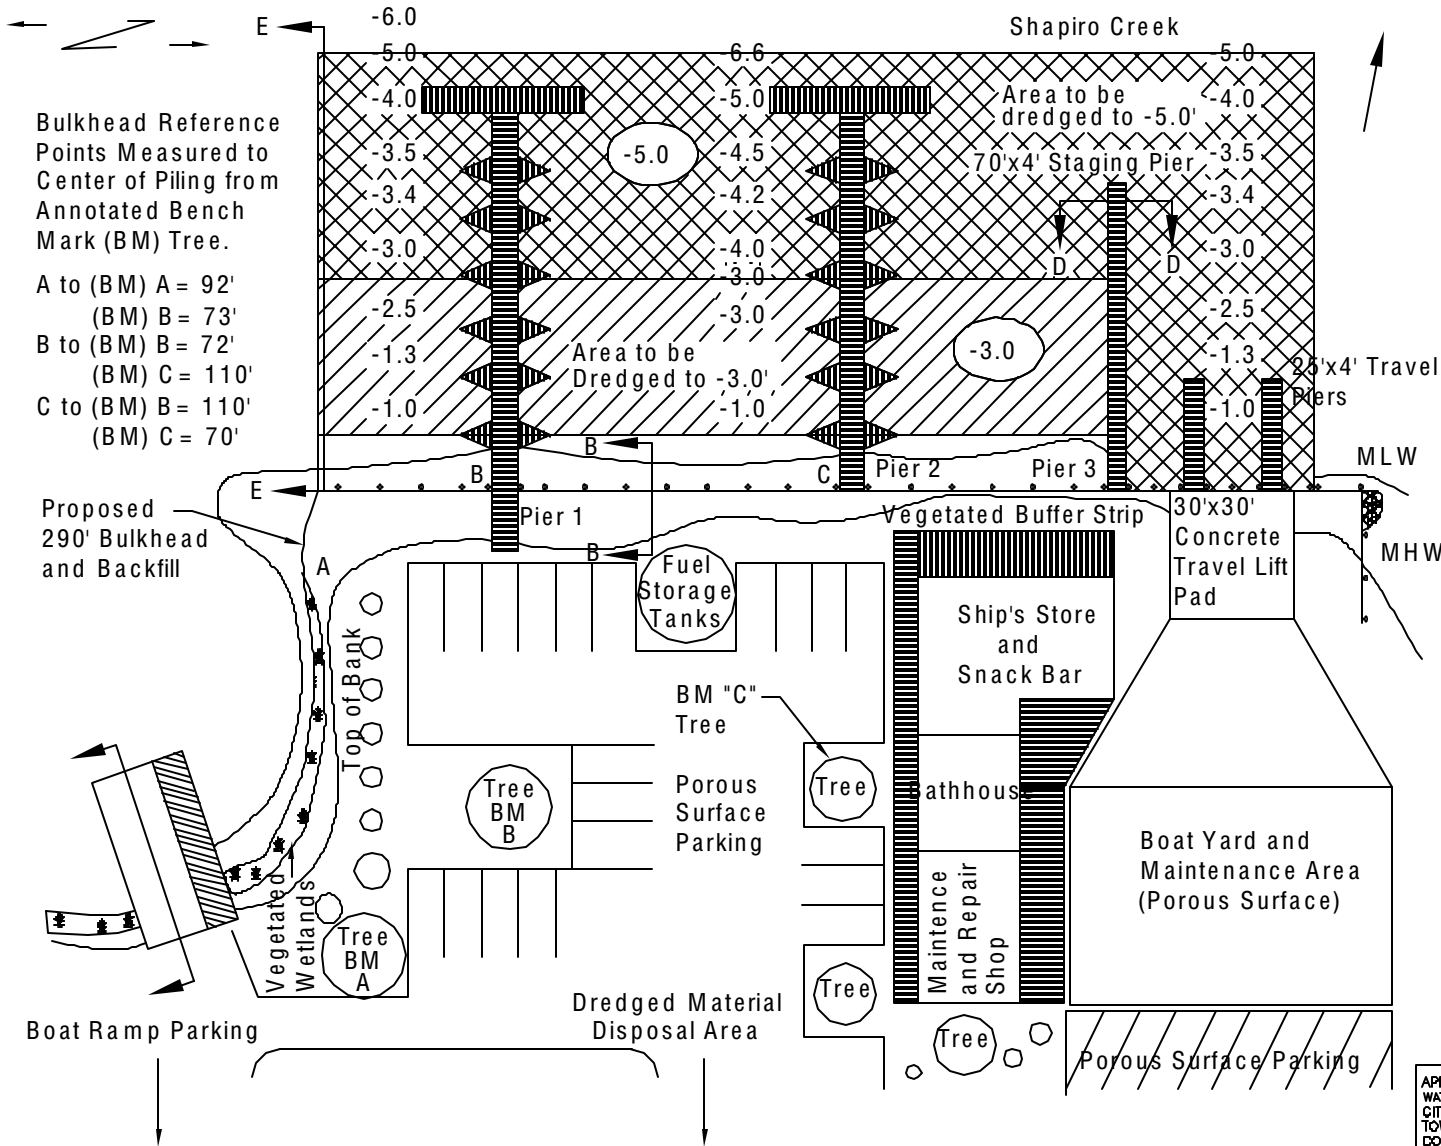 E
-6.0
Shapiro Creek
-5.0
-6.6
-5.0
-4.0
-5.0
Area to be
dredged to -5.0'
-4.0
Bulkhead Reference
Points Measured to
Center of Piling from
Annotated Bench
Mark (BM) Tree.
-3.5
-5.0
-4.5
70'x4' Staging Pier
-3.5
-3.4
-4.2
-3.4
-3.0
-4.0
-3.0
D
D
-3.0
A to (BM) A = 92'
(BM) B = 73'
B to (BM) B = 72'
(BM) C = 110'
C to (BM) B = 110'
(BM) C = 70'
-2.5
-3.0
-2.5
-1.3
Area to be
Dredged to -3.0'
-3.0
-1.3
25'x4' Travel
Piers
-1.0
-1.0
-1.0
B
B
C
Pier 2
Pier 3
MLW
E
Proposed
290' Bulkhead
and Backfill
Pier 1
Vegetated Buffer Strip
30'x30'
Concrete
Travel Lift
Pad
MHW
A
B
Fuel
Storage
Tanks
Ship's Store
and
Snack Bar
Top of Bank
BM "C"
Tree
Tree
BM
B
Porous
Surface
Parking
Tree
Bathhouse
Boat Yard and
Maintenance Area
(Porous Surface)
Vegetated
Wetlands
Maintence
and Repair
Shop
Tree
BM
A
Tree
Boat Ramp Parking
Dredged Material
Disposal Area
Tree
Porous Surface Parking